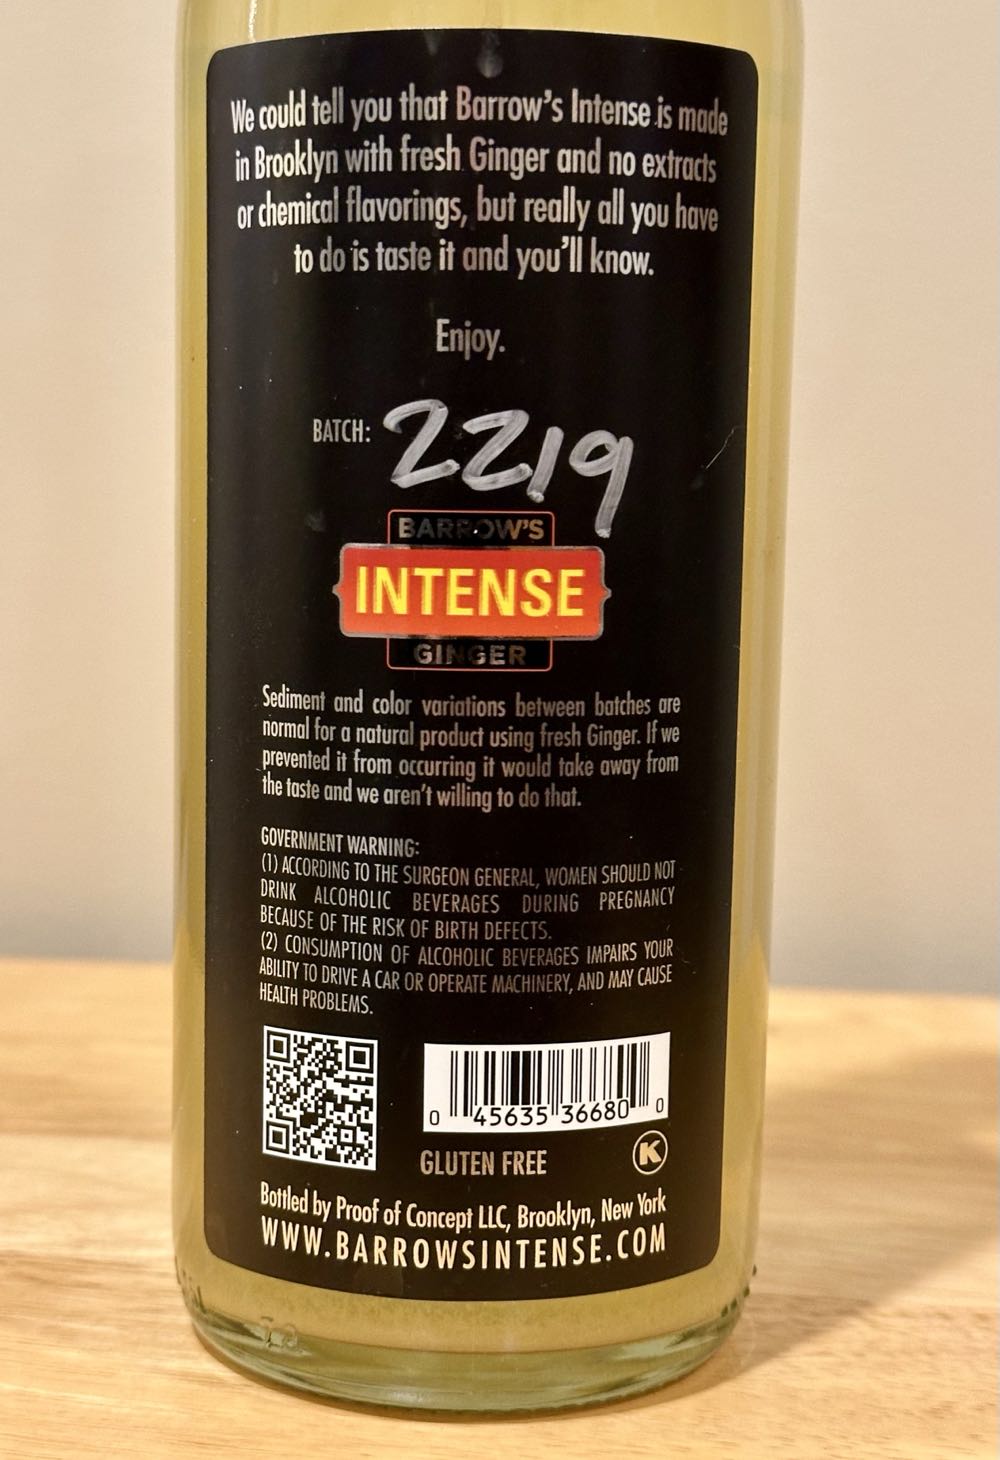 We could tell you that Barrow's Intense is made
in Brooklyn with fresh Ginger and no extracts
or chemical flavorings, but really all you have
to do is taste it and you'll know.
Enjoy.
BATCH: 2219
BARROW'S
INTENSE
GINGER
Sediment and color variations between batches are
normal for a natural product using fresh Ginger. If we
prevented it from occurring it would take away from
the taste and we aren't willing to do that.
GOVERNMENT WARNING:
(1) ACCORDING TO THE SURGEON GENERAL, WOMEN SHOULD NOT
DRINK ALCOHOLIC BEVERAGES DURING PREGNANCY
BECAUSE OF THE RISK OF BIRTH DEFECTS.
(2) CONSUMPTION OF ALCOHOLIC BEVERAGES IMPAIRS YOUR
ABILITY TO DRIVE A CAR OR OPERATE MACHINERY, AND MAY CAUSE
HEALTH PROBLEMS.
0 45635 36680 0
GLUTEN FREE K
Bottled by Proof of Concept LLC, Brooklyn, New York
WWW.BARROWSINTENSE.COM